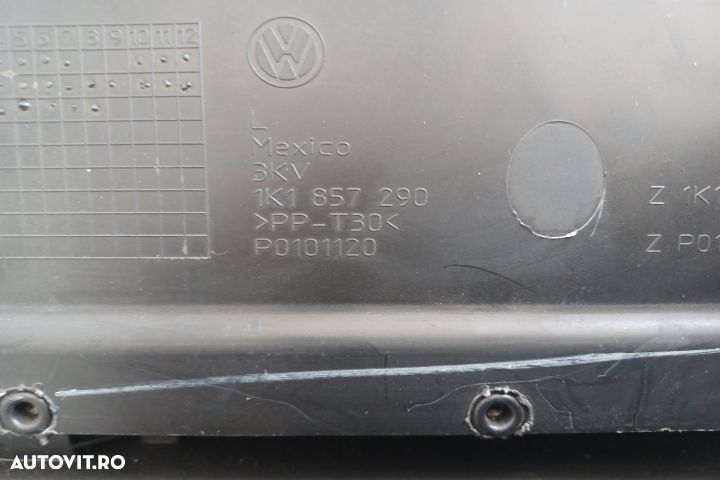 5 6 7 8 9 10 11 12
VW
L
Mexico
3KV
1K1 857 290
>PP-T30<
P0101120
Z 1K1
Z P01
AUTOVIT.RO